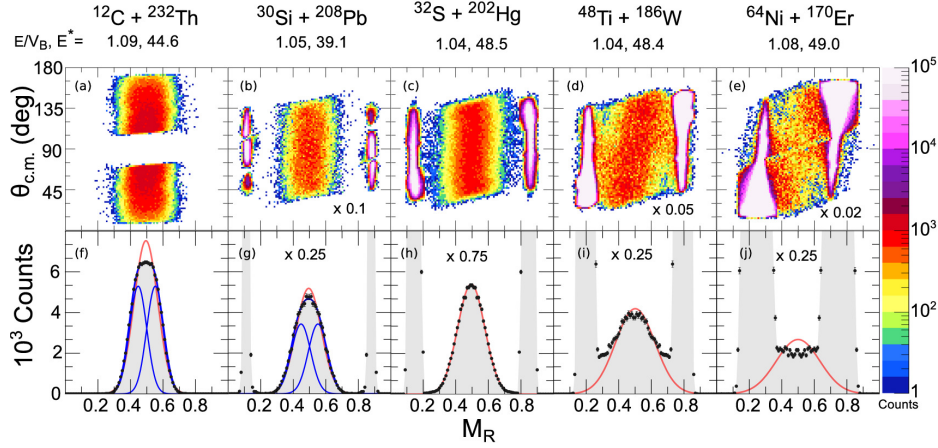 ¹²C + ²³²Th ³⁰Si + ²⁰⁸Pb ³²S + ²⁰²Hg ⁴⁸Ti + ¹⁸⁶W ⁶⁴Ni + ¹⁷⁰Er
E/V_B, E* = 1.09, 44.6 1.05, 39.1 1.04, 48.5 1.04, 48.4 1.08, 49.0
180 (a) (b) (c) (d) (e) 10⁵
135
10⁴
θ_c.m. (deg)
90
45
x 0.1 x 0.05 x 0.02
10³
(f) (g) (h) (i) (j)
x 0.25 x 0.75 x 0.25 x 0.25
6
10³ Counts
4
10²
2
10
0 1
0.2 0.4 0.6 0.8 0.2 0.4 0.6 0.8 0.2 0.4 0.6 0.8 0.2 0.4 0.6 0.8 0.2 0.4 0.6 0.8 Counts
M_R